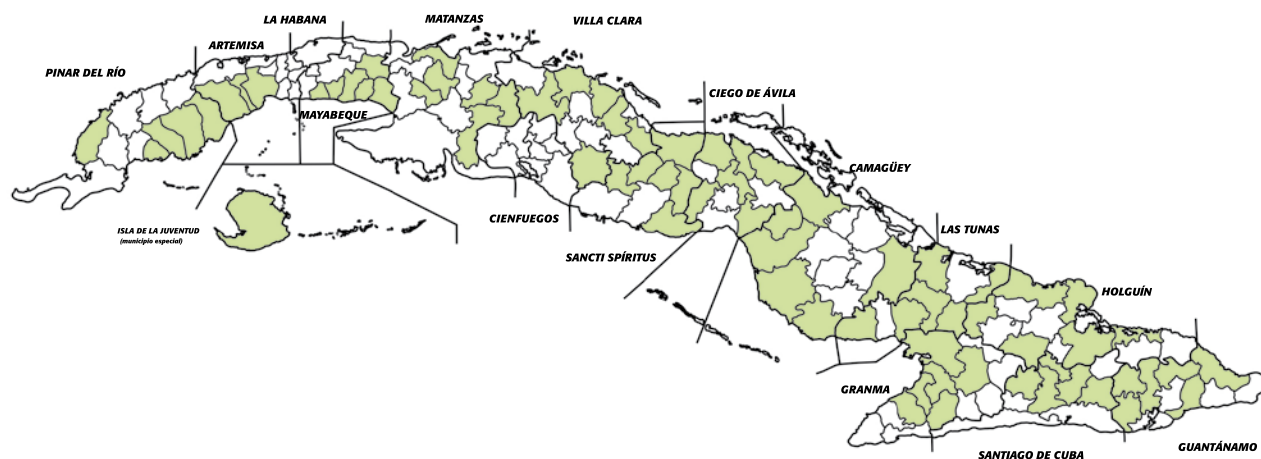 LA HABANA
MATANZAS
VILLA CLARA
ARTEMISA
PINAR DEL RÍO
CIEGO DE ÁVILA
MAYABEQUE
CAMAGÜEY
CIENFUEGOS
ISLA DE LA JUVENTUD
(municipio especial)
LAS TUNAS
SANCTI SPÍRITUS
HOLGUÍN
GRANMA
GUANTÁNAMO
SANTIAGO DE CUBA